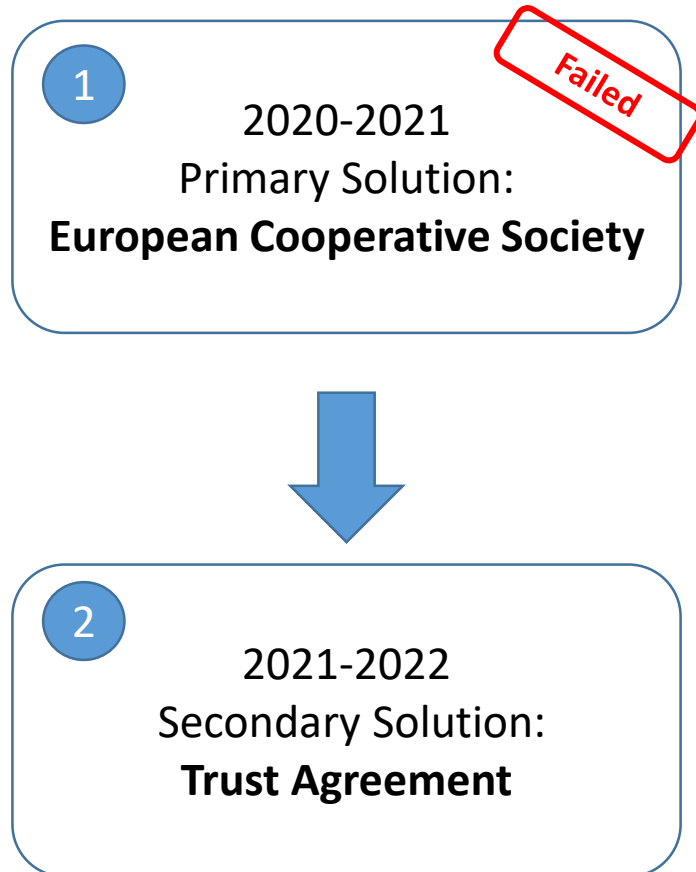 1
Failed
2020-2021
Primary Solution:
European Cooperative Society
2
2021-2022
Secondary Solution:
Trust Agreement